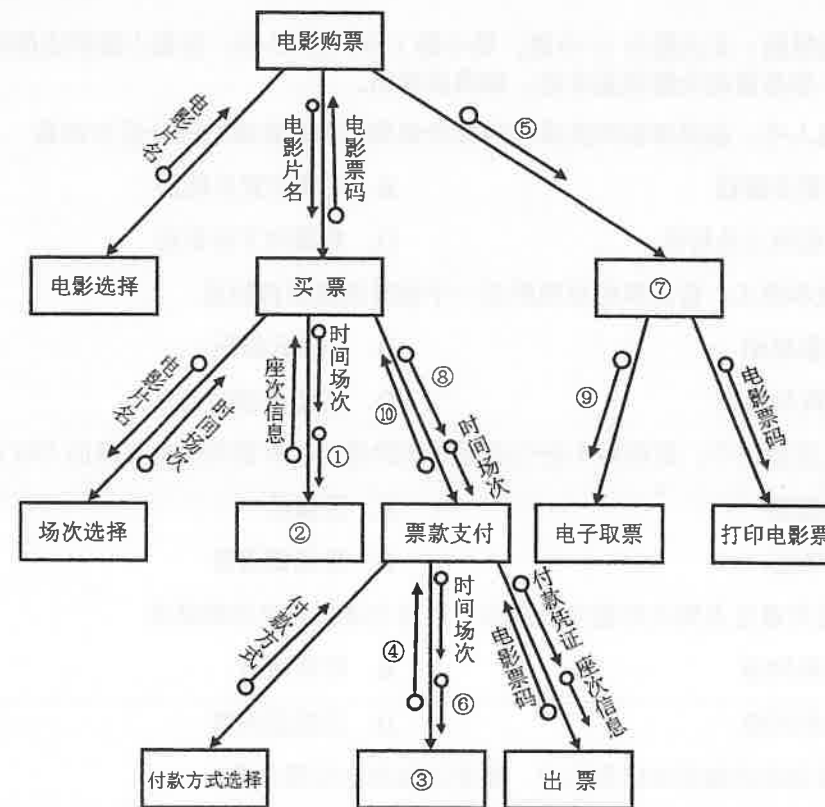 电影购票
电影片名
电影片名
电影票码
⑤
电影选择
买票
⑦
电影片名
时间场次
座次信息
时间场次
①
⑧
⑩
时间场次
⑨
电影票码
场次选择
②
票款支付
电子取票
打印电影票
付款方式
④
时间场次
⑥
电影票码
付款凭证
座次信息
付款方式选择
③
出票